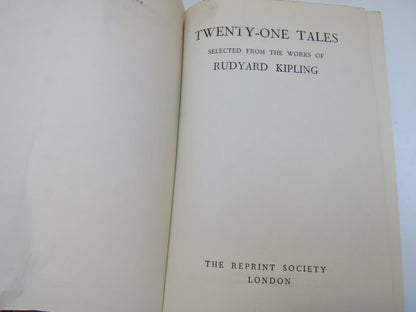 TWENTY-ONE TALES
SELECTED FROM THE WORKS OF
RUDYARD KIPLING
THE REPRINT SOCIETY
LONDON